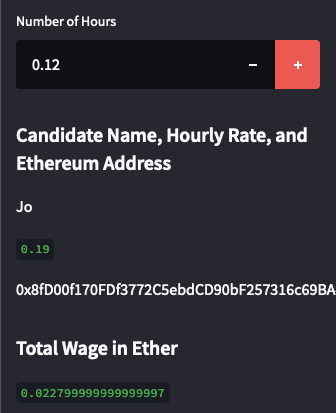 Number of Hours
0.12
− +
Candidate Name, Hourly Rate, and
Ethereum Address
Jo
0.19
0x8fD00f170FDf3772C5ebdCD90bF257316c69BA
Total Wage in Ether
0.022799999999999997